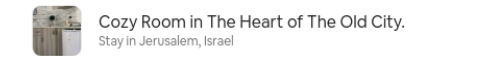 Cozy Room in The Heart of The Old City.
Stay in Jerusalem, Israel